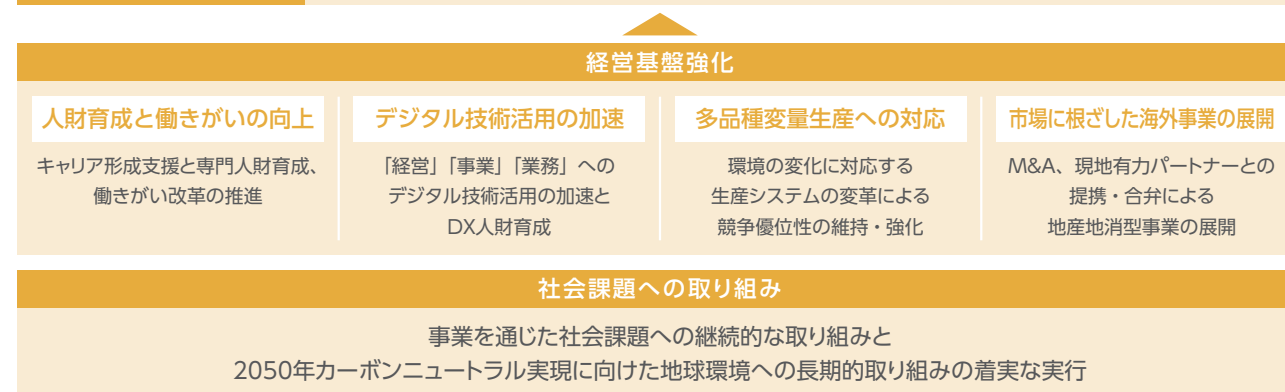 経営基盤強化
人財育成と働きがいの向上
キャリア形成支援と専門人財育成、
働きがい改革の推進
デジタル技術活用の加速
「経営」「事業」「業務」への
デジタル技術活用の加速と
DX人財育成
多品種変量生産への対応
環境の変化に対応する
生産システムの変革による
競争優位性の維持・強化
市場に根ざした海外事業の展開
M&A、現地有力パートナーとの
提携・合弁による
地産地消型事業の展開
社会課題への取り組み
事業を通じた社会課題への継続的な取り組みと
2050年カーボンニュートラル実現に向けた地球環境への長期的取り組みの着実な実行